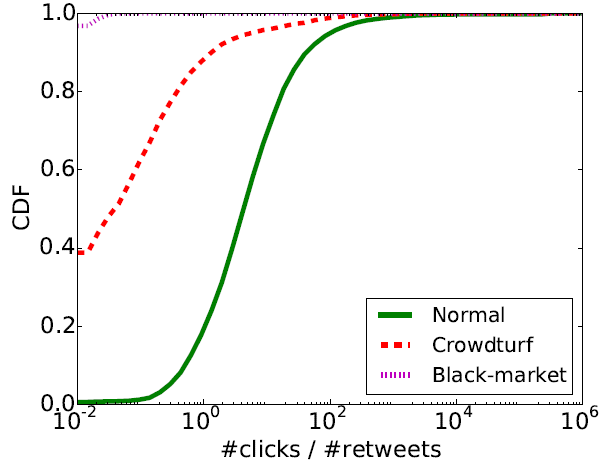 1.0
0.8
0.6
0.4
0.2
0.0
CDF
10^-2
10^0
10^2
10^4
10^6
#clicks / #retweets
Normal
Crowdturf
Black-market